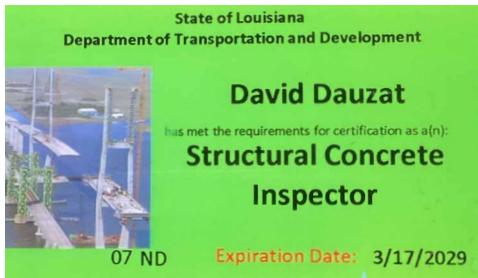 State of Louisiana
Department of Transportation and Development
David Dauzat
has met the requirements for certification as a(n):
Structural Concrete
Inspector
07 ND
Expiration Date: 3/17/2029